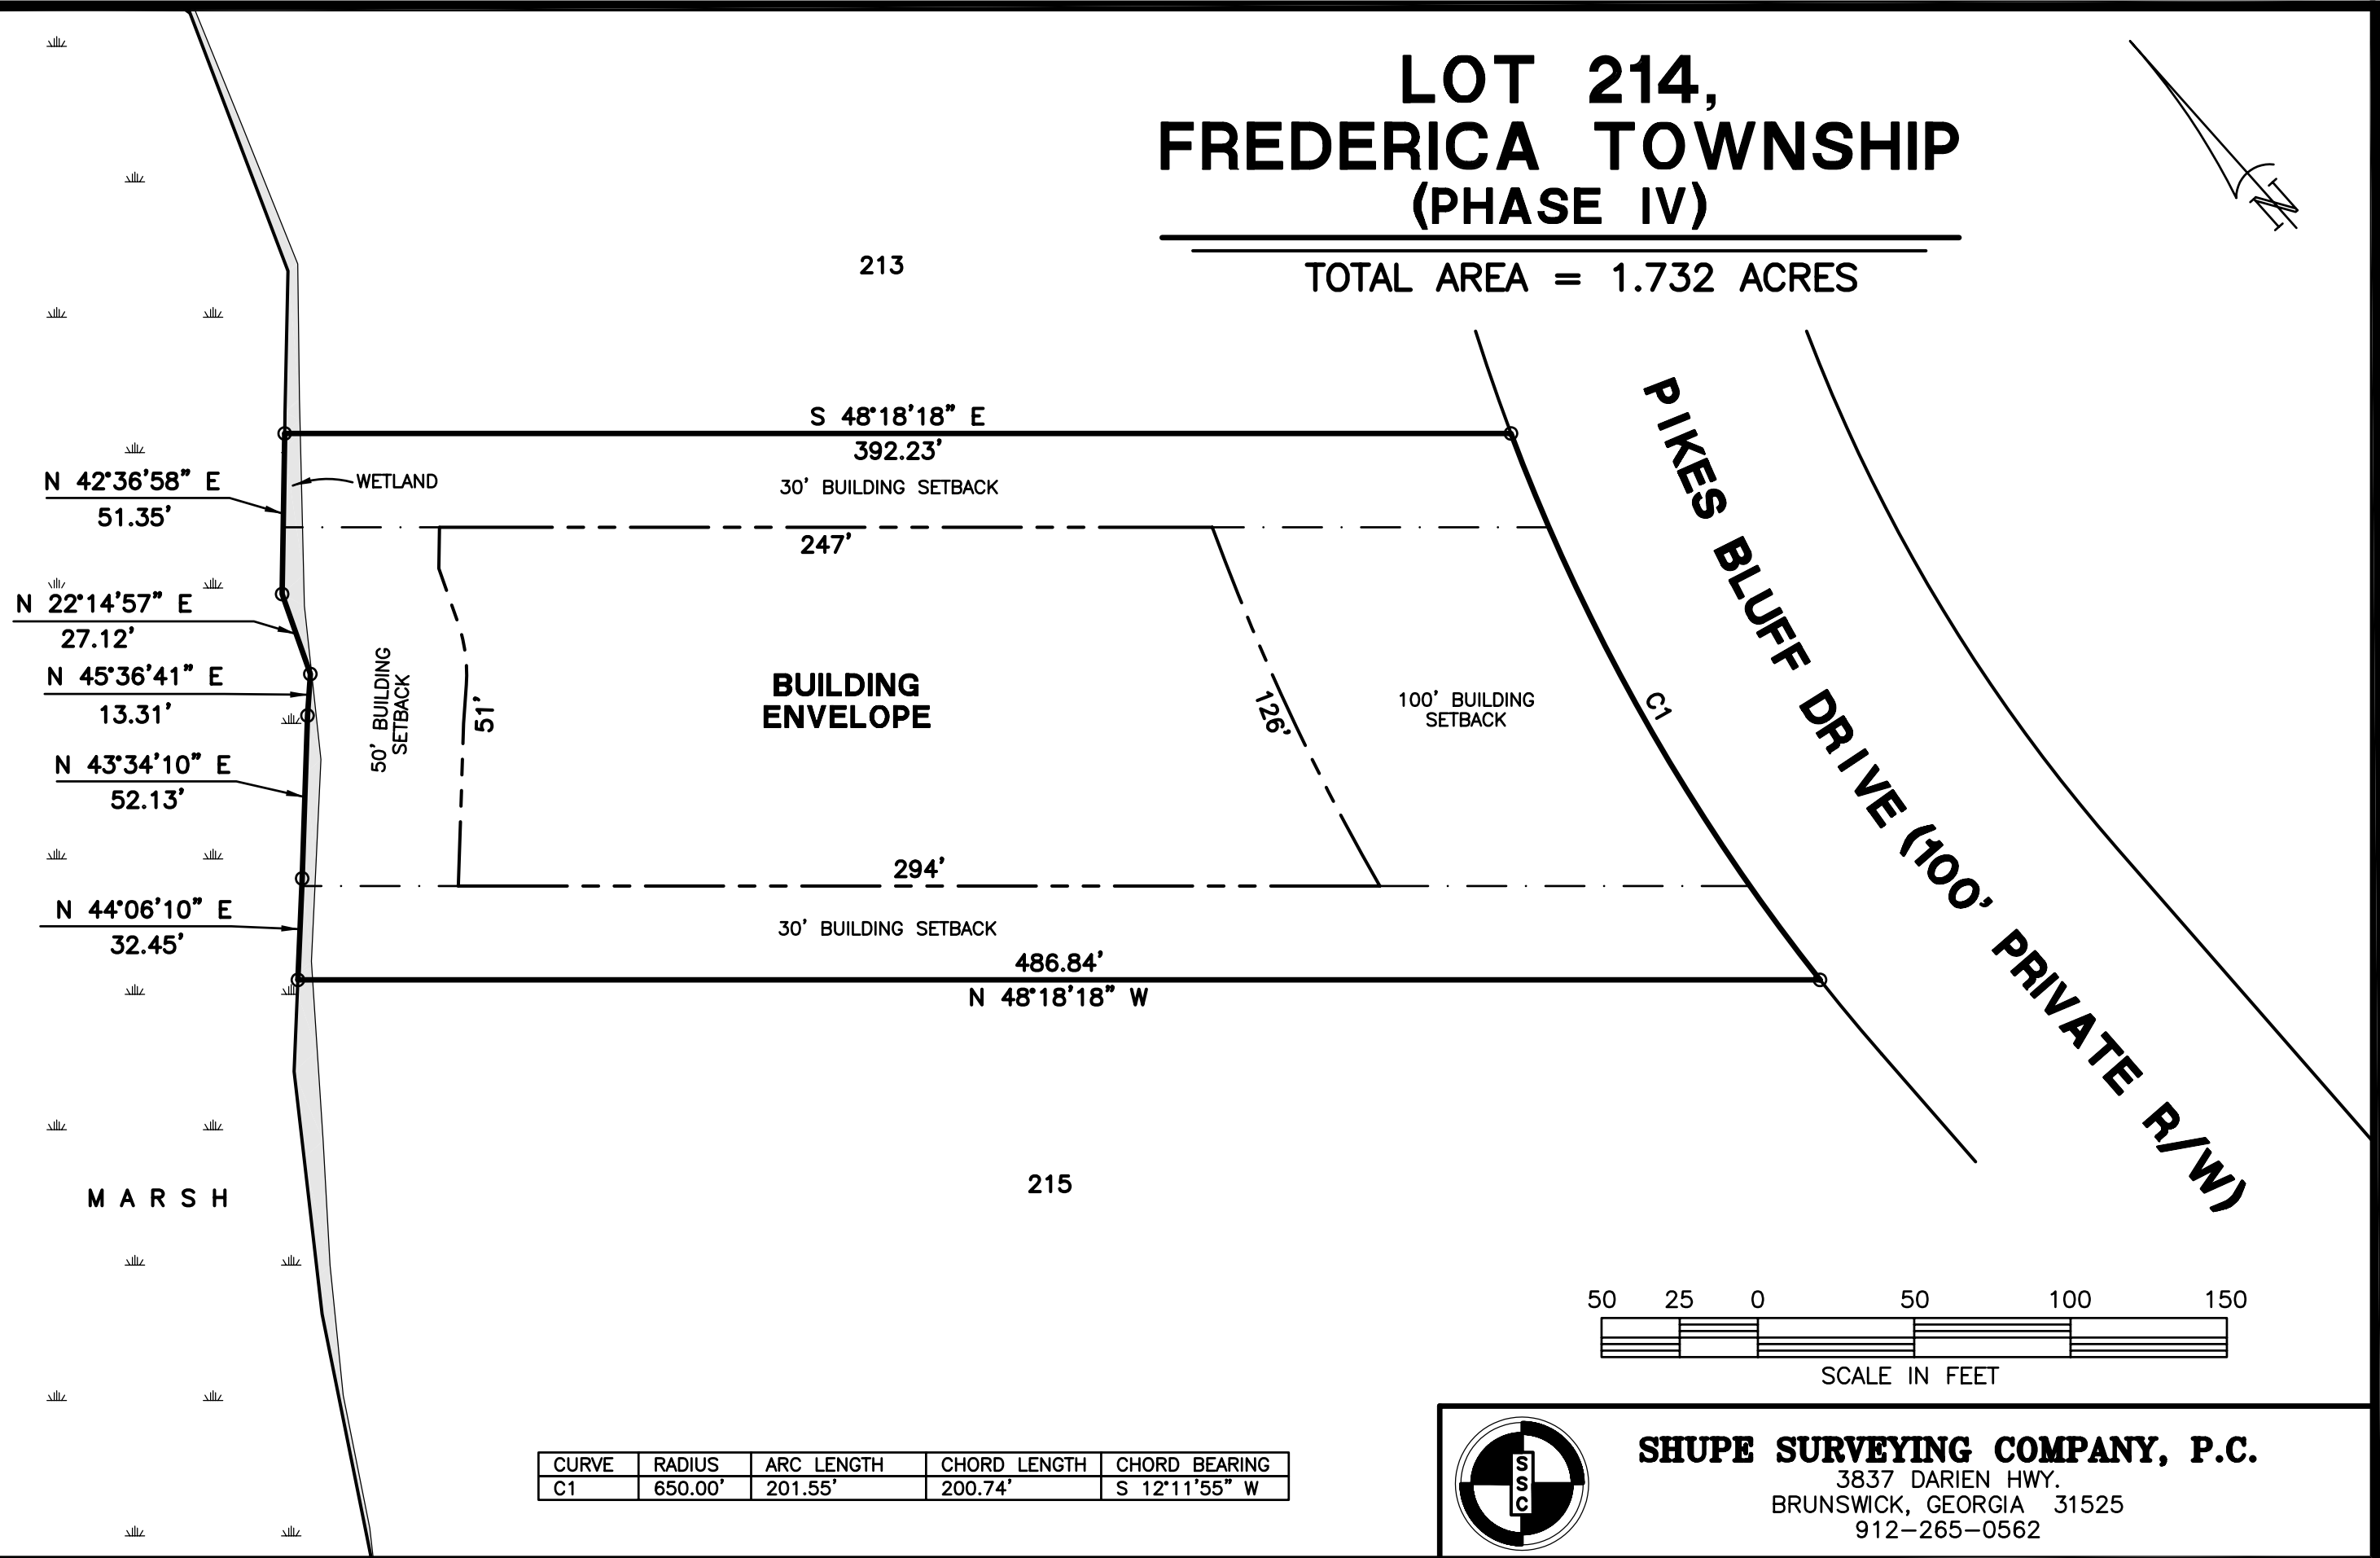 LOT 214,
FREDERICA TOWNSHIP
(PHASE IV)
TOTAL AREA = 1.732 ACRES
N
213
S 48°18'18" E
392.23'
30' BUILDING SETBACK
WETLAND
N 42°36'58" E
51.35'
247'
N 22°14'57" E
27.12'
N 45°36'41" E
13.31'
N 43°34'10" E
52.13'
N 44°06'10" E
32.45'
50' BUILDING
SETBACK
51'
BUILDING
ENVELOPE
126'
100' BUILDING
SETBACK
C1
PIKES BLUFF DRIVE (100' PRIVATE R/W)
294'
30' BUILDING SETBACK
486.84'
N 48°18'18" W
215
MARSH
50 25 0 50 100 150
SCALE IN FEET
CURVE RADIUS ARC LENGTH CHORD LENGTH CHORD BEARING
C1 650.00' 201.55' 200.74' S 12°11'55" W
S
S
C
SHUPE SURVEYING COMPANY, P.C.
3837 DARIEN HWY.
BRUNSWICK, GEORGIA 31525
912-265-0562